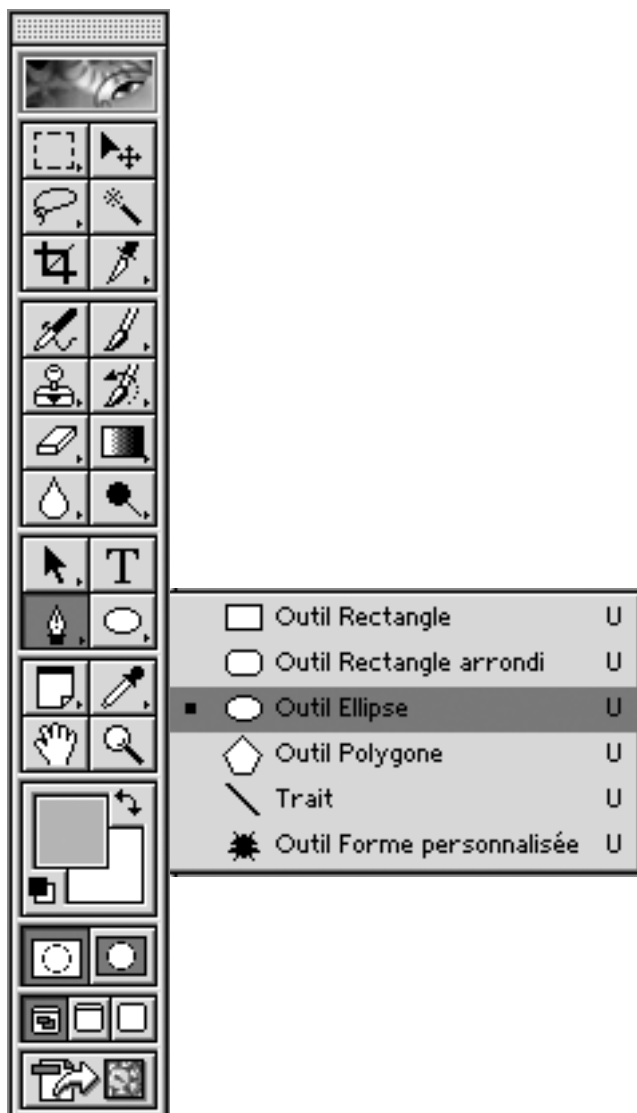 T
Outil Rectangle U
Outil Rectangle arrondi U
Outil Ellipse U
Outil Polygone U
Trait U
Outil Forme personnalisée U